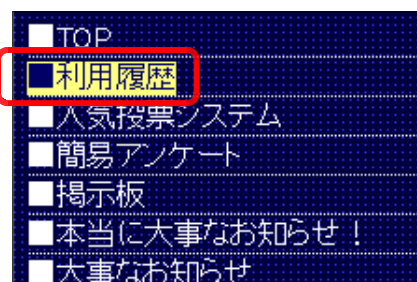 ■TOP
■利用履歴
■人気投票システム
■簡易アンケート
■掲示板
■本当に大事なお知らせ！
■大事なお知らせ